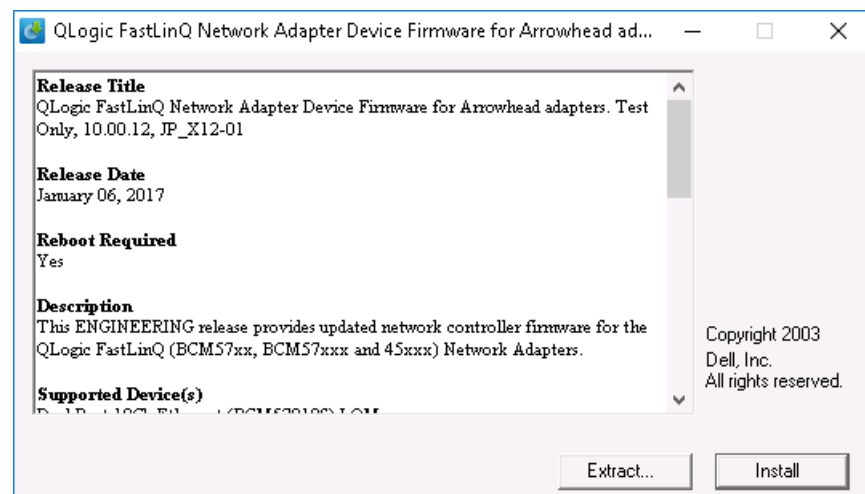 QLogic FastLinQ Network Adapter Device Firmware for Arrowhead ad...
Release Title
QLogic FastLinQ Network Adapter Device Firmware for Arrowhead adapters. Test
Only, 10.00.12, JP_X12-01
Release Date
January 06, 2017
Reboot Required
Yes
Description
This ENGINEERING release provides updated network controller firmware for the
QLogic FastLinQ (BCM57xx, BCM57xxx and 45xxx) Network Adapters.
Supported Device(s)
Copyright 2003
Dell, Inc.
All rights reserved.
Extract...
Install